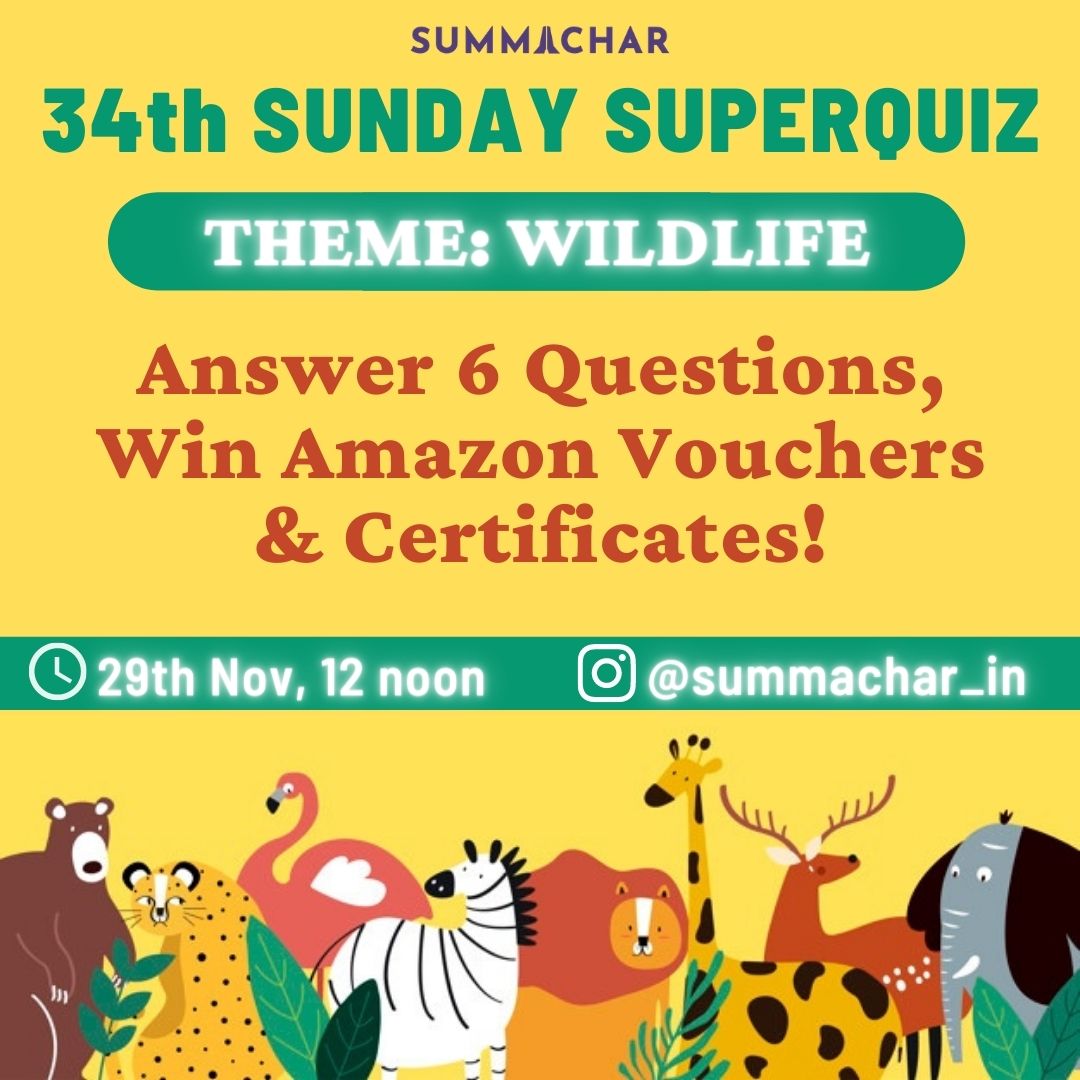 SUMMACHAR
34th SUNDAY SUPERQUIZ
THEME: WILDLIFE
Answer 6 Questions,
Win Amazon Vouchers
& Certificates!
29th Nov, 12 noon
@summachar_in